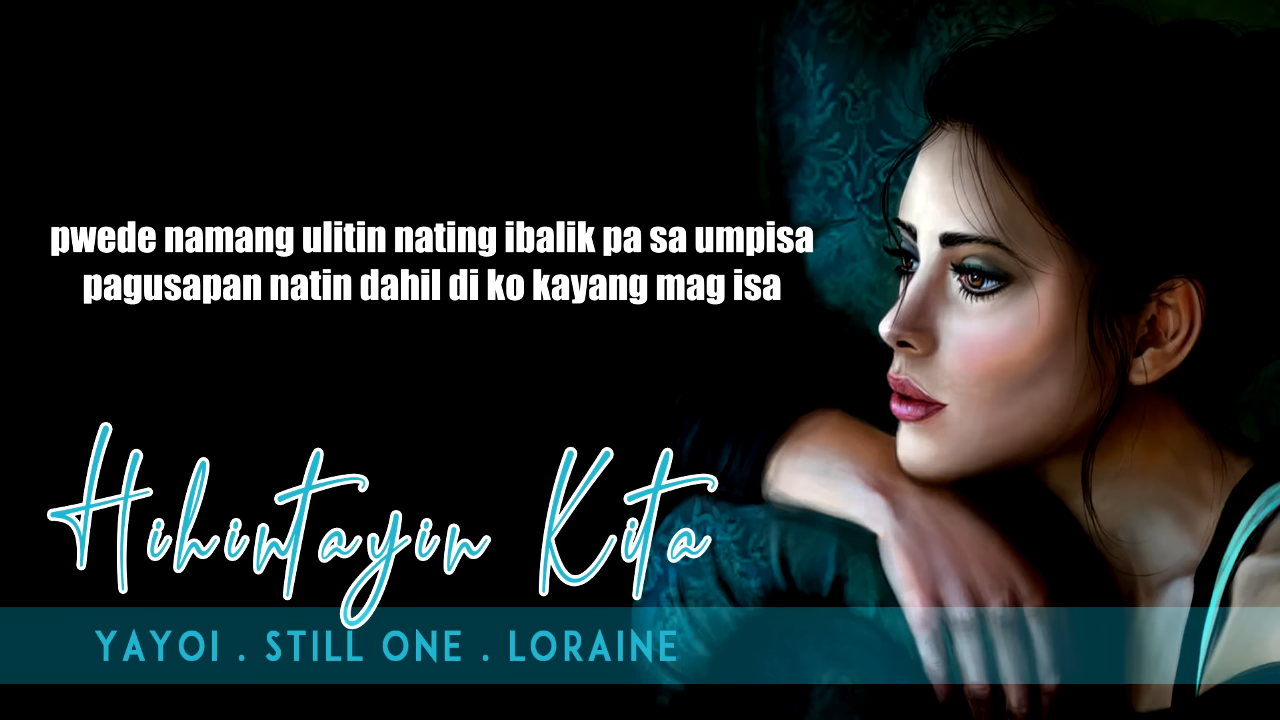 pwede namang ulitin nating ibalik pa sa umpisa
pagusapan natin dahil di ko kayang mag isa
Hihintayin Kita
YAYOI . STILL ONE . LORAINE